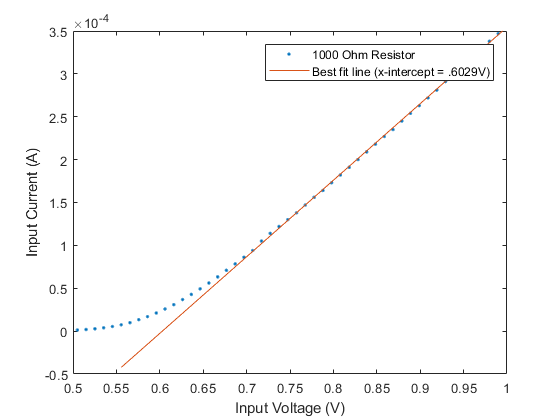 ×10⁻⁴
3.5
3
2.5
2
1.5
1
0.5
0
-0.5
Input Current (A)
1000 Ohm Resistor
Best fit line (x-intercept = .6029V)
0.5 0.55 0.6 0.65 0.7 0.75 0.8 0.85 0.9 0.95 1
Input Voltage (V)